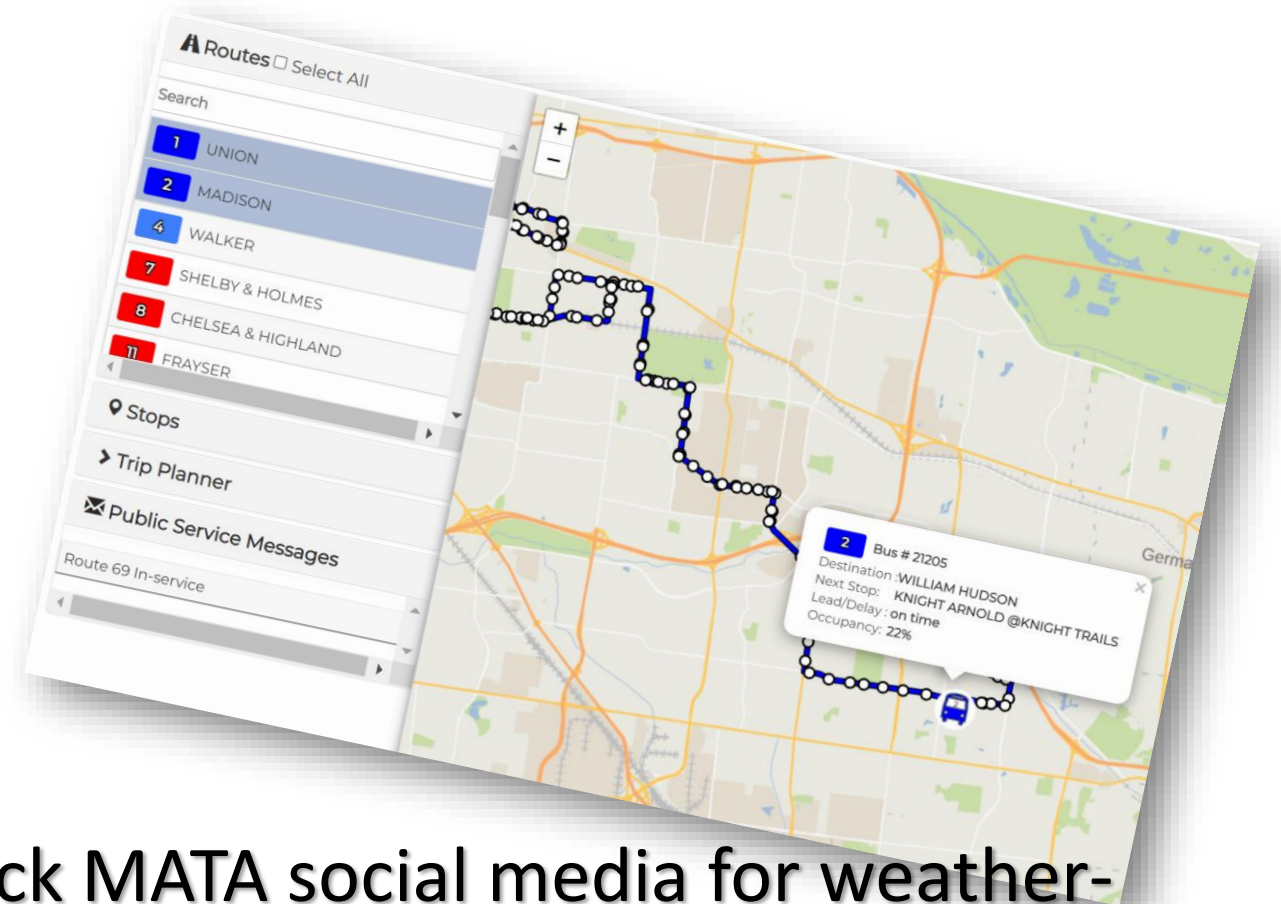 Routes Select All
Search
1 UNION
2 MADISON
4 WALKER
7 SHELBY & HOLMES
8 CHELSEA & HIGHLAND
11 FRAYSER
Stops
Trip Planner
Public Service Messages
Route 69 In-service
+
−
2 Bus # 21205
×
Destination :WILLIAM HUDSON
Next Stop: KNIGHT ARNOLD @KNIGHT TRAILS
Lead/Delay : on time
Occupancy: 22%
Germa
2
ck MATA social media for weather-